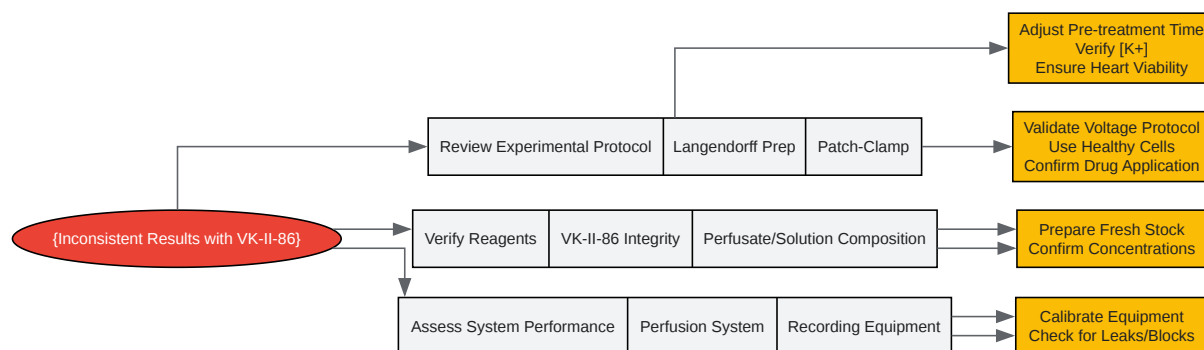 Adjust Pre-treatment Time
Verify [K+]
Ensure Heart Viability
Review Experimental Protocol
Langendorff Prep
Patch-Clamp
Validate Voltage Protocol
Use Healthy Cells
Confirm Drug Application
{Inconsistent Results with VK-II-86}
Verify Reagents
VK-II-86 Integrity
Perfusate/Solution Composition
Prepare Fresh Stock
Confirm Concentrations
Assess System Performance
Perfusion System
Recording Equipment
Calibrate Equipment
Check for Leaks/Blocks